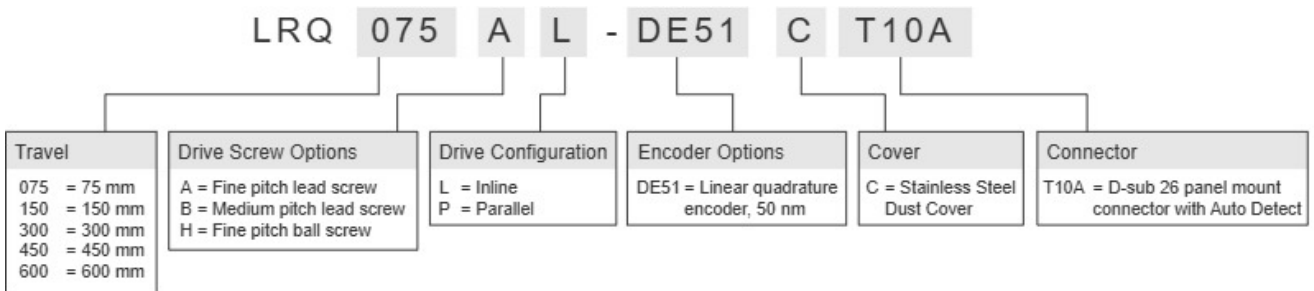 LRQ 075 A L - DE51 C T10A
Travel
075 = 75 mm
150 = 150 mm
300 = 300 mm
450 = 450 mm
600 = 600 mm
Drive Screw Options
A = Fine pitch lead screw
B = Medium pitch lead screw
H = Fine pitch ball screw
Drive Configuration
L = Inline
P = Parallel
Encoder Options
DE51 = Linear quadrature
encoder, 50 nm
Cover
C = Stainless Steel
Dust Cover
Connector
T10A = D-sub 26 panel mount
connector with Auto Detect